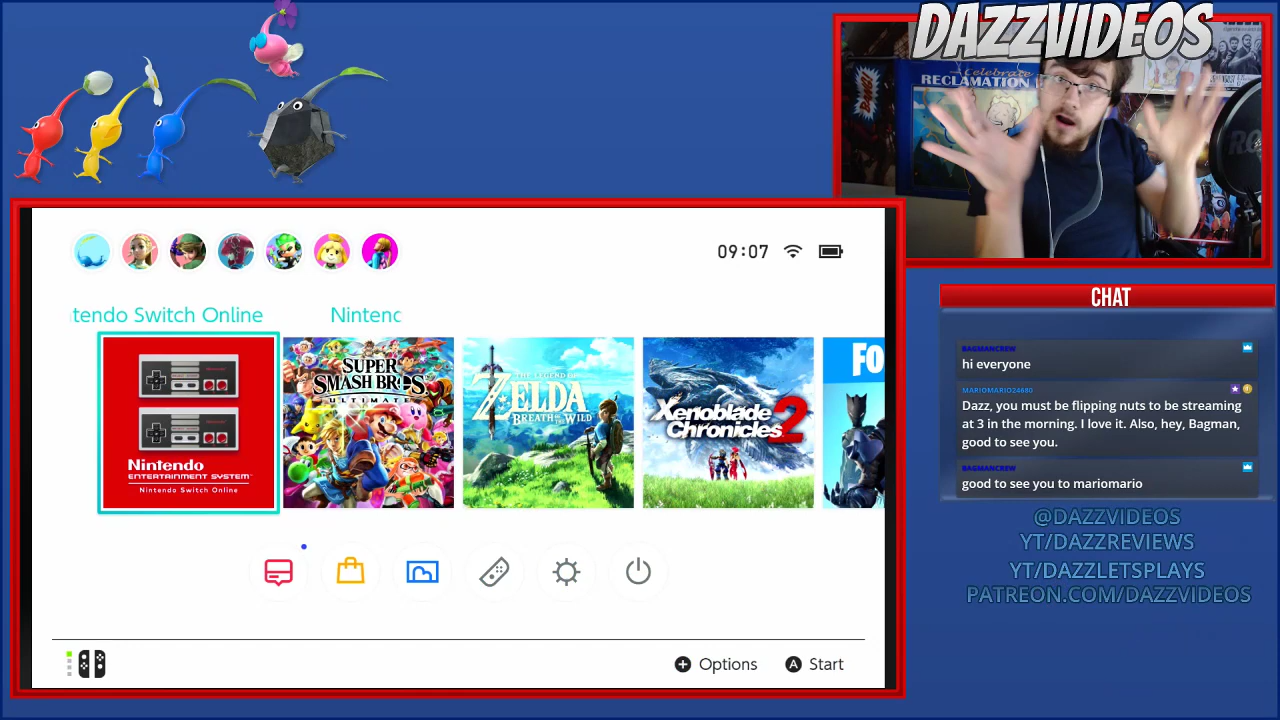 DAZZVIDEOS
Celebrate
RECLAMATION
09:07
tendo Switch Online
Nintenc
SUPER
SMASH BROS.
ULTIMATE
THE LEGEND OF
ZELDA
BREATH OF THE WILD
Xenoblade
Chronicles 2
FO
Nintendo
ENTERTAINMENT SYSTEM™
Nintendo Switch Online
+ Options
A Start
CHAT
BAGMANCREW
hi everyone
MARIOMARIO24680
Dazz, you must be flipping nuts to be streaming
at 3 in the morning. I love it. Also, hey, Bagman,
good to see you.
BAGMANCREW
good to see you to mariomario
@DAZZVIDEOS
YT/DAZZREVIEWS
YT/DAZZLETSPLAYS
PATREON.COM/DAZZVIDEOS